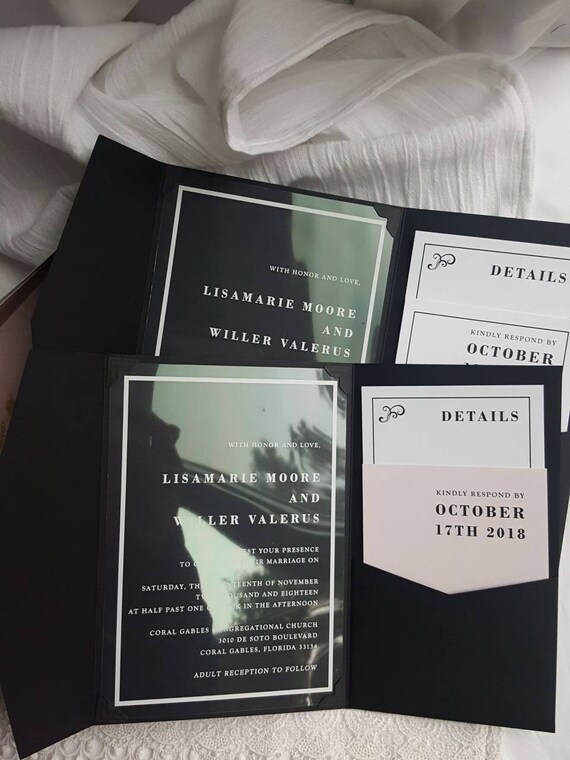 WITH HONOR AND LOVE,
LISAMARIE MOORE
AND
WILLER VALERUS
DETAILS
KINDLY RESPOND BY
OCTOBER
WITH HONOR AND LOVE,
LISAMARIE MOORE
AND
WILLER VALERUS
YOUR PRESENCE
TO MARRIAGE ON
SATURDAY, OF NOVEMBER
AND EIGHTEEN
AT HALF PAST ONE IN THE AFTERNOON
CORAL GABLES CONGREGATIONAL CHURCH
3010 DE SOTO BOULEVARD
CORAL GABLES, FLORIDA 33134
ADULT RECEPTION TO FOLLOW
DETAILS
KINDLY RESPOND BY
OCTOBER
17TH 2018